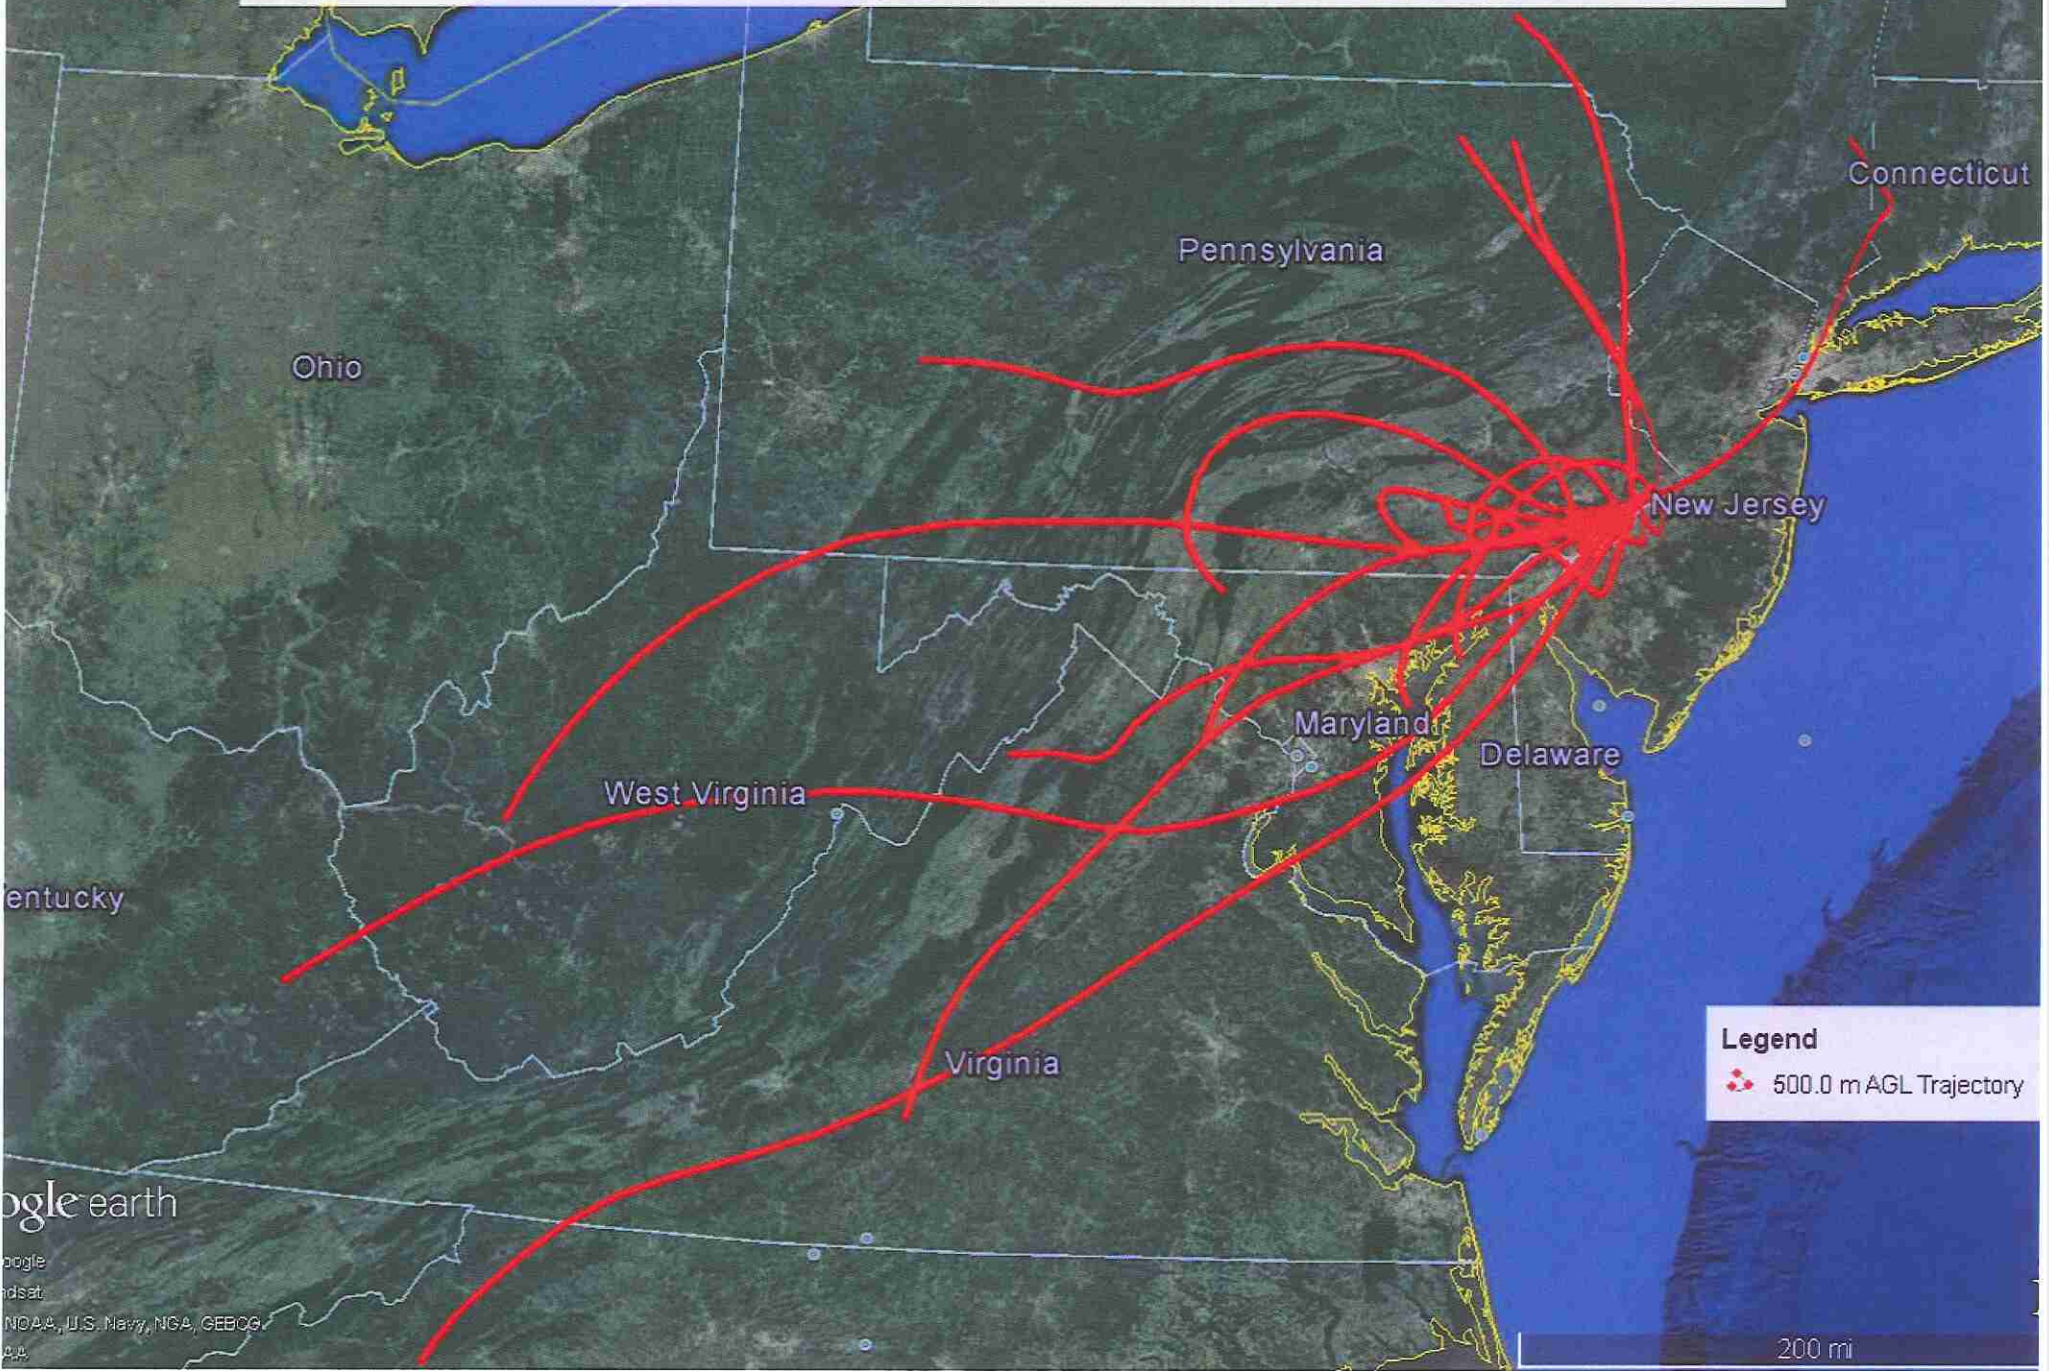 Connecticut
Pennsylvania
Ohio
New Jersey
Maryland
Delaware
West Virginia
entucky
Legend
500.0 m AGL Trajectory
Virginia
ogle earth
oogle
ndsat
NOAA, U.S. Navy, NGA, GEBCO
AA
200 mi